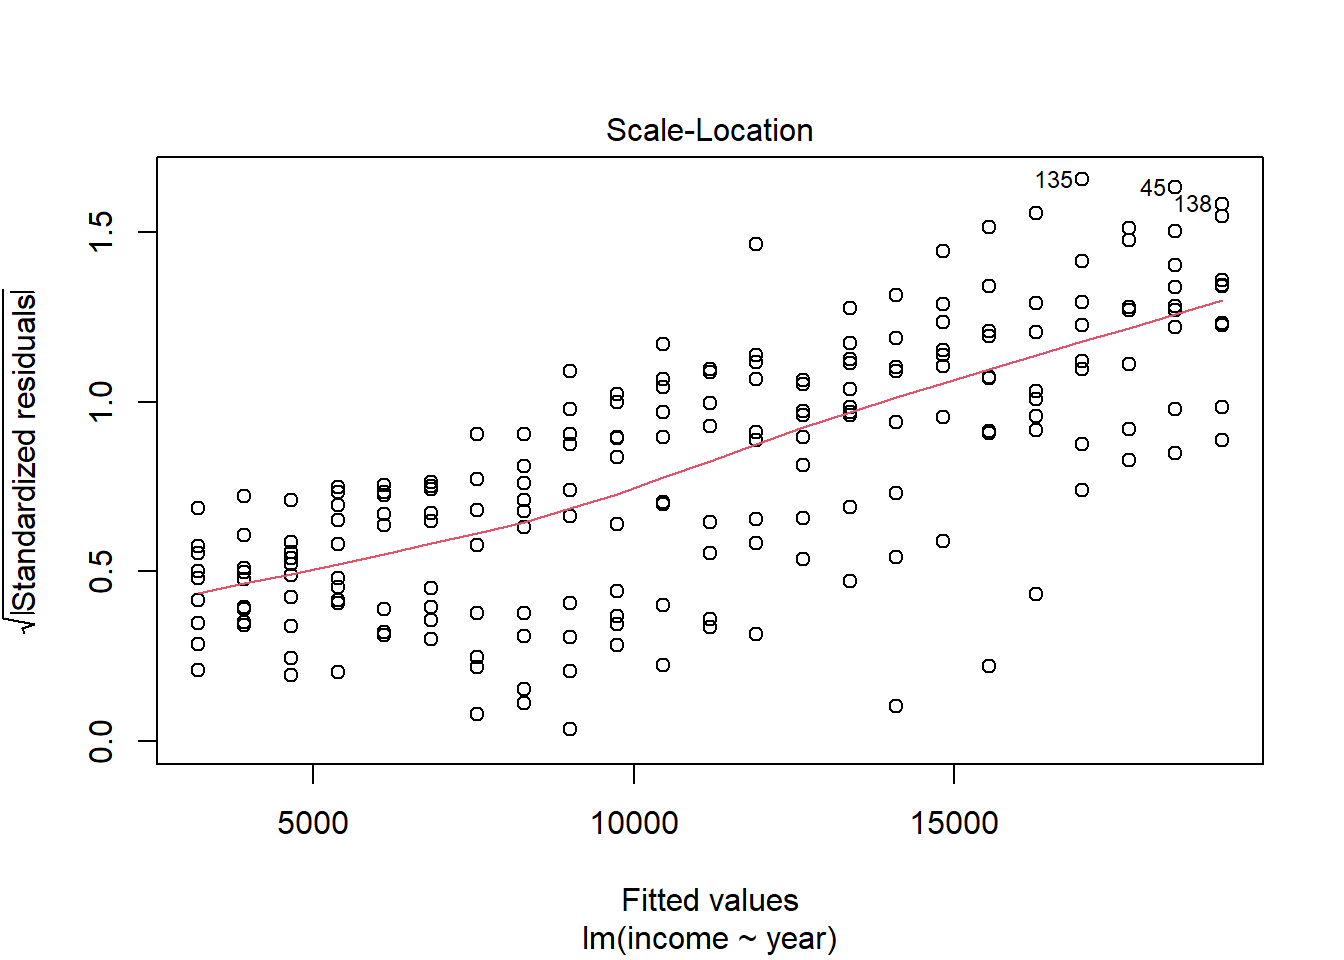 Scale-Location
√|Standardized residuals|
1.5
1.0
0.5
0.0
135
45
138
5000 10000 15000
Fitted values
lm(income ~ year)